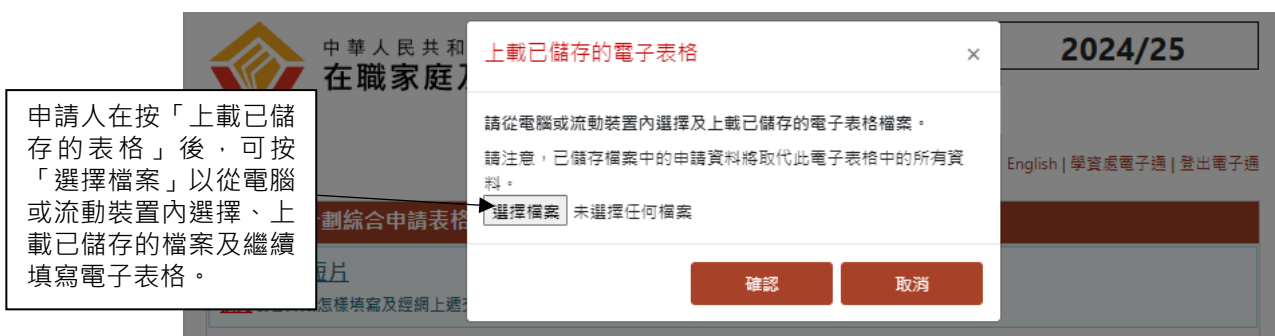 中華人民共和
在職家庭及
2024/25
上載已儲存的電子表格
×
請從電腦或流動裝置內選擇及上載已儲存的電子表格檔案。
請注意，已儲存檔案中的申請資料將取代此電子表格中的所有資
料。
選擇檔案 未選擇任何檔案
確認 取消
English | 學資處電子通 | 登出電子通
申請人在按「上載已儲
存的表格」後，可按
「選擇檔案」以從電腦
或流動裝置內選擇、上
載已儲存的檔案及繼續
填寫電子表格。
劃綜合申請表格
短片
怎樣填寫及經網上遞